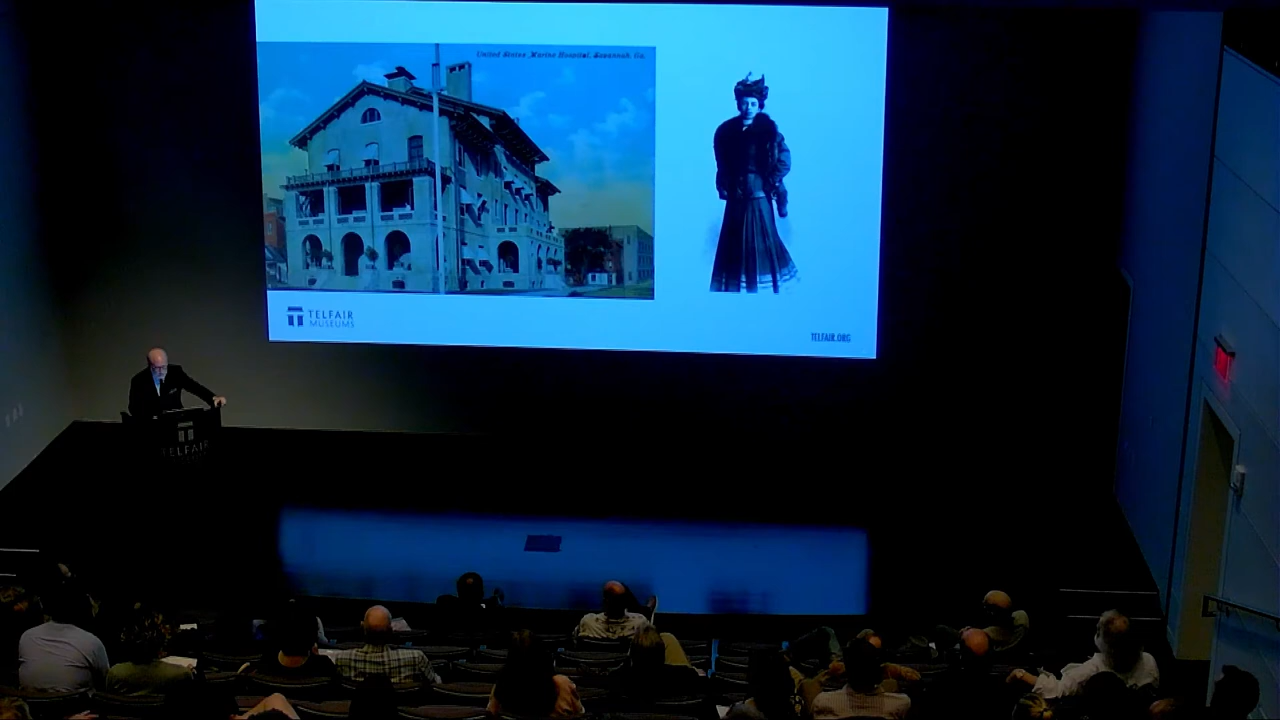 United States Marine Hospital, Savannah, Ga.
TELFAIR
MUSEUMS
TELFAIR.ORG
TELFAIR